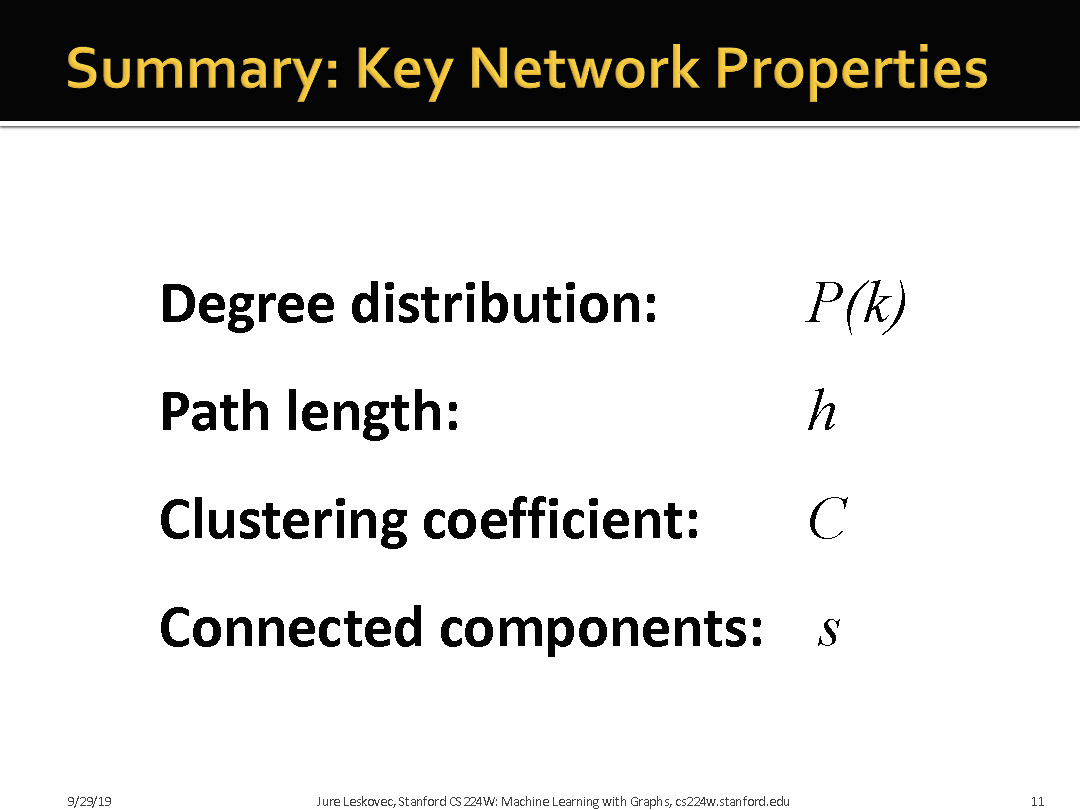 Summary: Key Network Properties
Degree distribution: P(k)
Path length: h
Clustering coefficient: C
Connected components: s
9/29/19 Jure Leskovec, Stanford CS224W: Machine Learning with Graphs, cs224w.stanford.edu 11